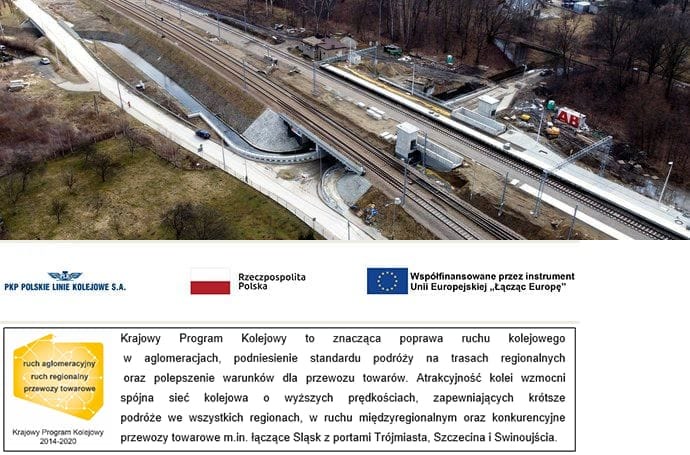 AB
PKP POLSKIE LINIE KOLEJOWE S.A.
Rzeczpospolita
Polska
Współfinansowane przez instrument
Unii Europejskiej „Łącząc Europę”
ruch aglomeracyjny
ruch regionalny
przewozy towarowe
Krajowy Program Kolejowy
2014-2020
Krajowy Program Kolejowy to znacząca poprawa ruchu kolejowego
w aglomeracjach, podniesienie standardu podróży na trasach regionalnych
oraz polepszenie warunków dla przewozu towarów. Atrakcyjność kolei wzmocni
spójna sieć kolejowa o wyższych prędkościach, zapewniających krótsze
podróże we wszystkich regionach, w ruchu międzyregionalnym oraz konkurencyjne
przewozy towarowe m.in. łączące Śląsk z portami Trójmiasta, Szczecina i Świnoujścia.